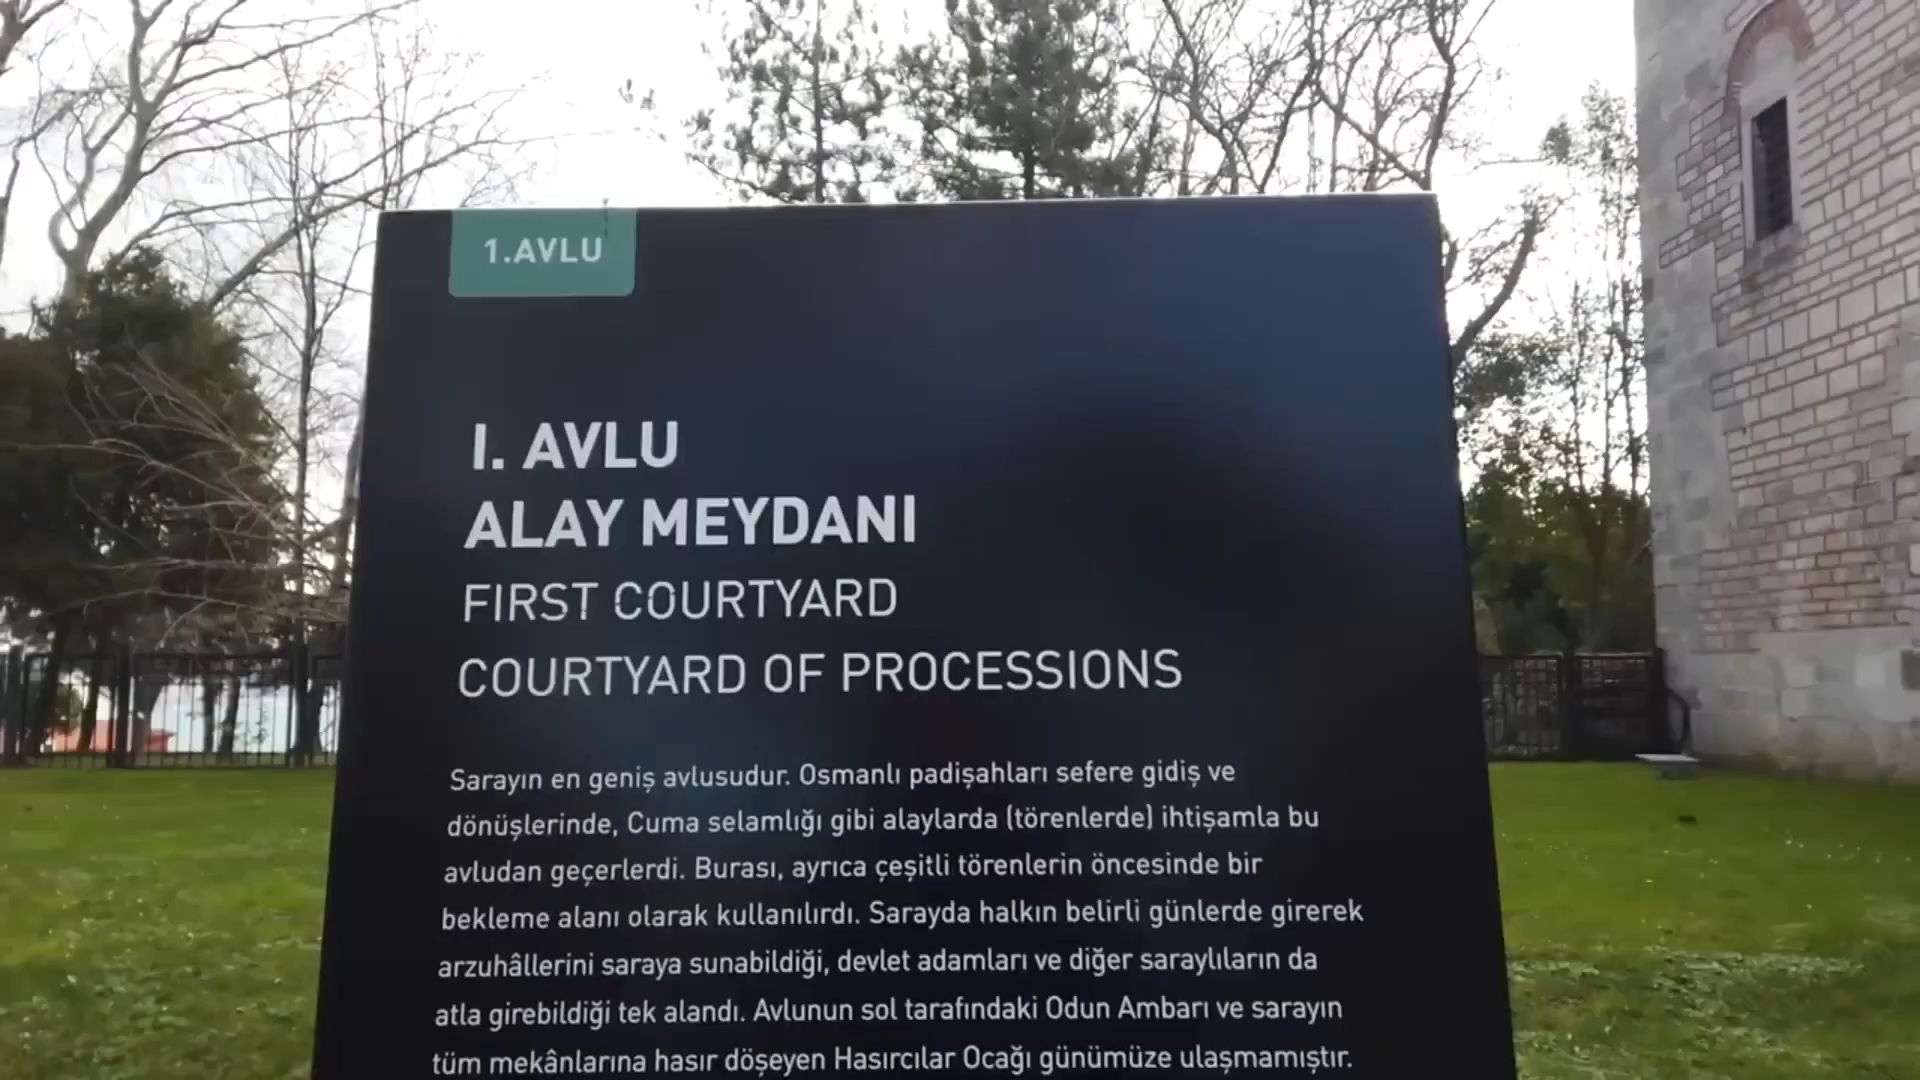 1.AVLU
I. AVLU
ALAY MEYDANI
FIRST COURTYARD
COURTYARD OF PROCESSIONS
Sarayın en geniş avlusudur. Osmanlı padişahları sefere gidiş ve
dönüşlerinde, Cuma selamlığı gibi alaylarda (törenlerde) ihtişamla bu
avludan geçerlerdi. Burası, ayrıca çeşitli törenlerin öncesinde bir
bekleme alanı olarak kullanılırdı. Sarayda halkın belirli günlerde girerek
arzuhâllerini saraya sunabildiği, devlet adamları ve diğer saraylıların da
atla girebildiği tek alandı. Avlunun sol tarafındaki Odun Ambarı ve sarayın
tüm mekânlarına hasır döşeyen Hasırcılar Ocağı günümüze ulaşmamıştır.